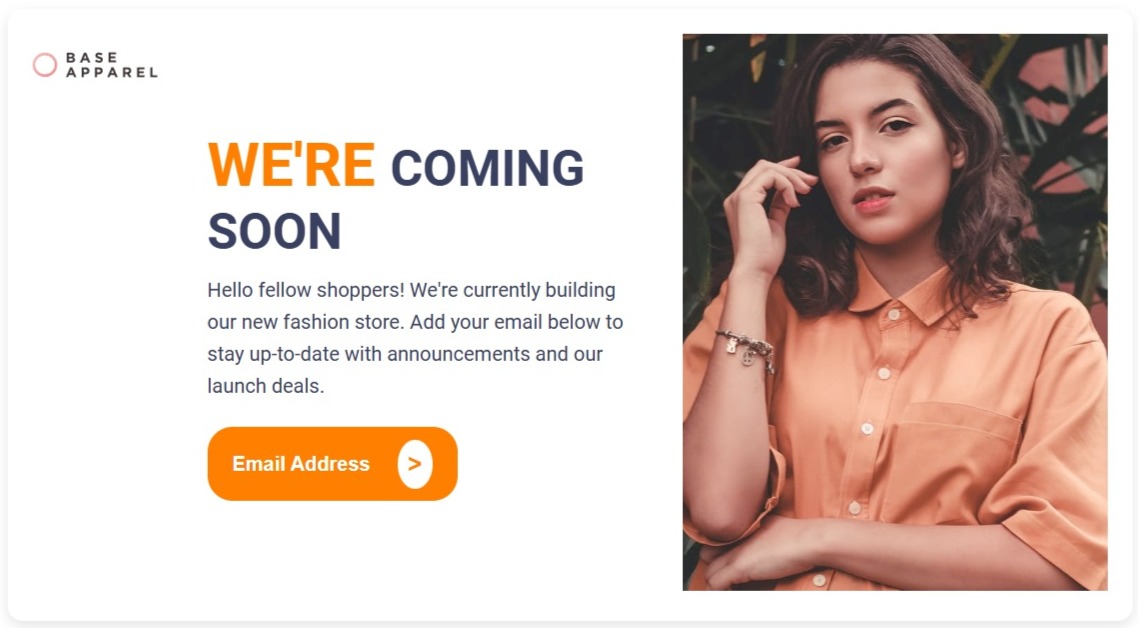 BASE
APPAREL
WE'RE COMING
SOON
Hello fellow shoppers! We're currently building
our new fashion store. Add your email below to
stay up-to-date with announcements and our
launch deals.
Email Address >